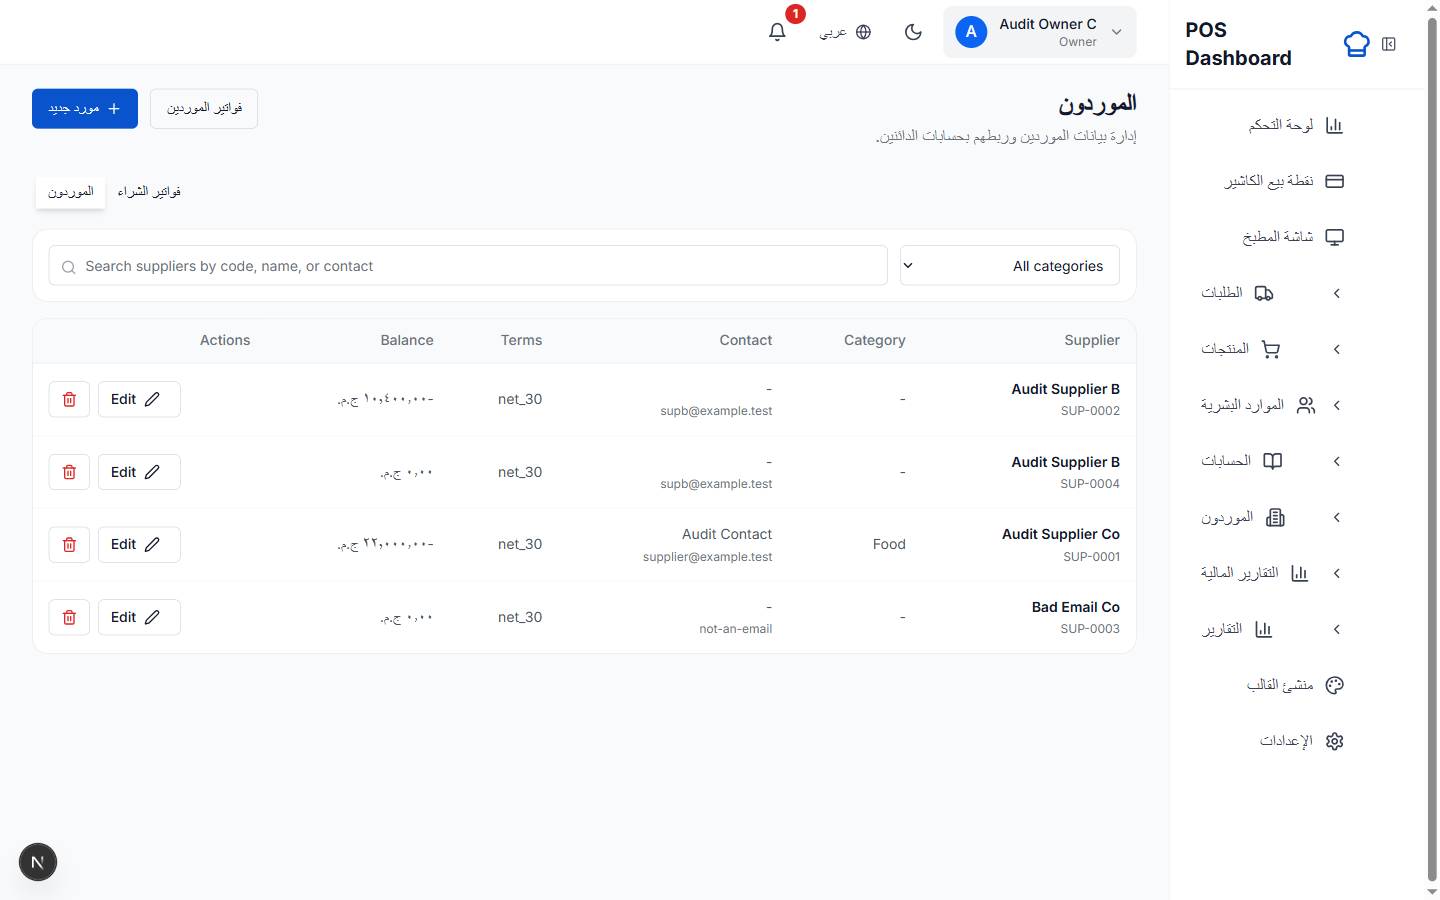 POS Dashboard
لوحة التحكم
نقطة بيع الكاشير
شاشة المطبخ
الطلبات
المنتجات
الموارد البشرية
الحسابات
الموردون
التقارير المالية
التقارير
منشئ القالب
الإعدادات
Audit Owner C
Owner
A
عربي
1
الموردون
إدارة بيانات الموردين وربطهم بحسابات الدائنين.
فواتير الموردين
مورد جديد
فواتير الشراء
الموردون
Search suppliers by code, name, or contact
All categories
Supplier Category Contact Terms Balance Actions
Audit Supplier B - - net_30 -١٠,٤٠٠,٠٠ ج.م. Edit
SUP-0002 supb@example.test
Audit Supplier B - - net_30 ٠,٠٠ ج.م. Edit
SUP-0004 supb@example.test
Audit Supplier Co Food Audit Contact net_30 -٢٢,٠٠٠,٠٠ ج.م. Edit
SUP-0001 supplier@example.test
Bad Email Co - - net_30 ٠,٠٠ ج.م. Edit
SUP-0003 not-an-email
N